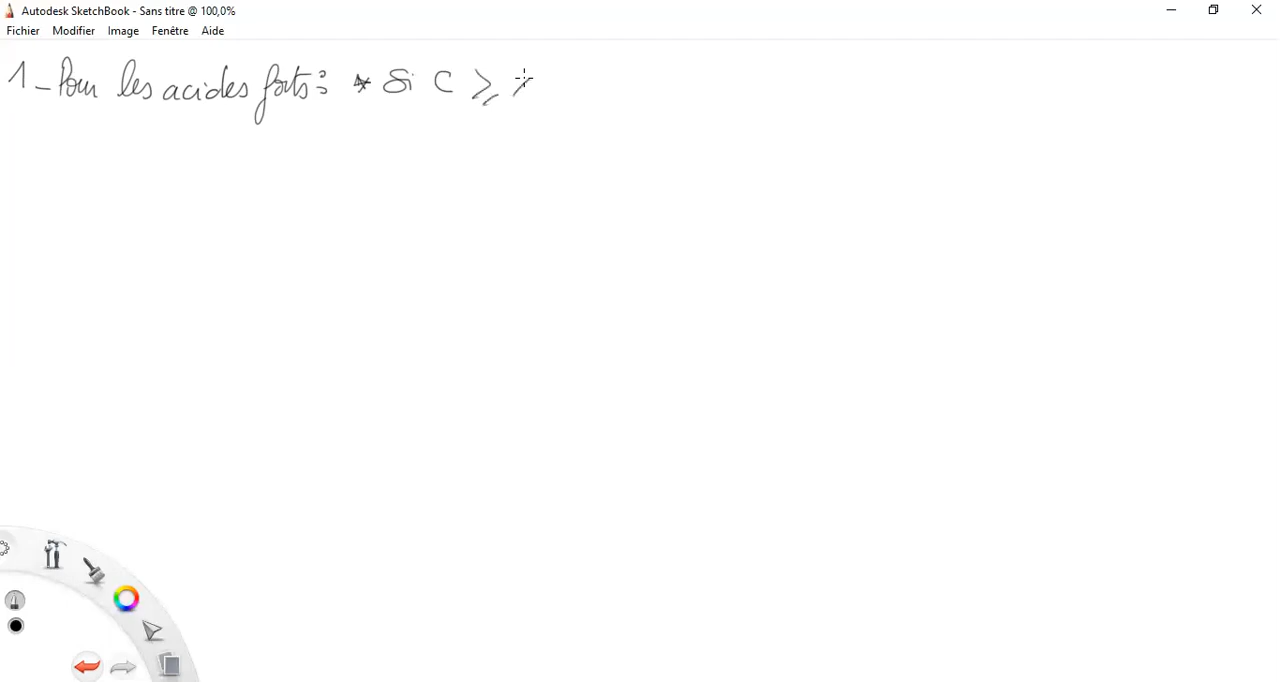 Autodesk SketchBook - Sans titre @ 100,0%
Fichier Modifier Image Fenêtre Aide
1 - Pour les acides forts : * Si C ≥